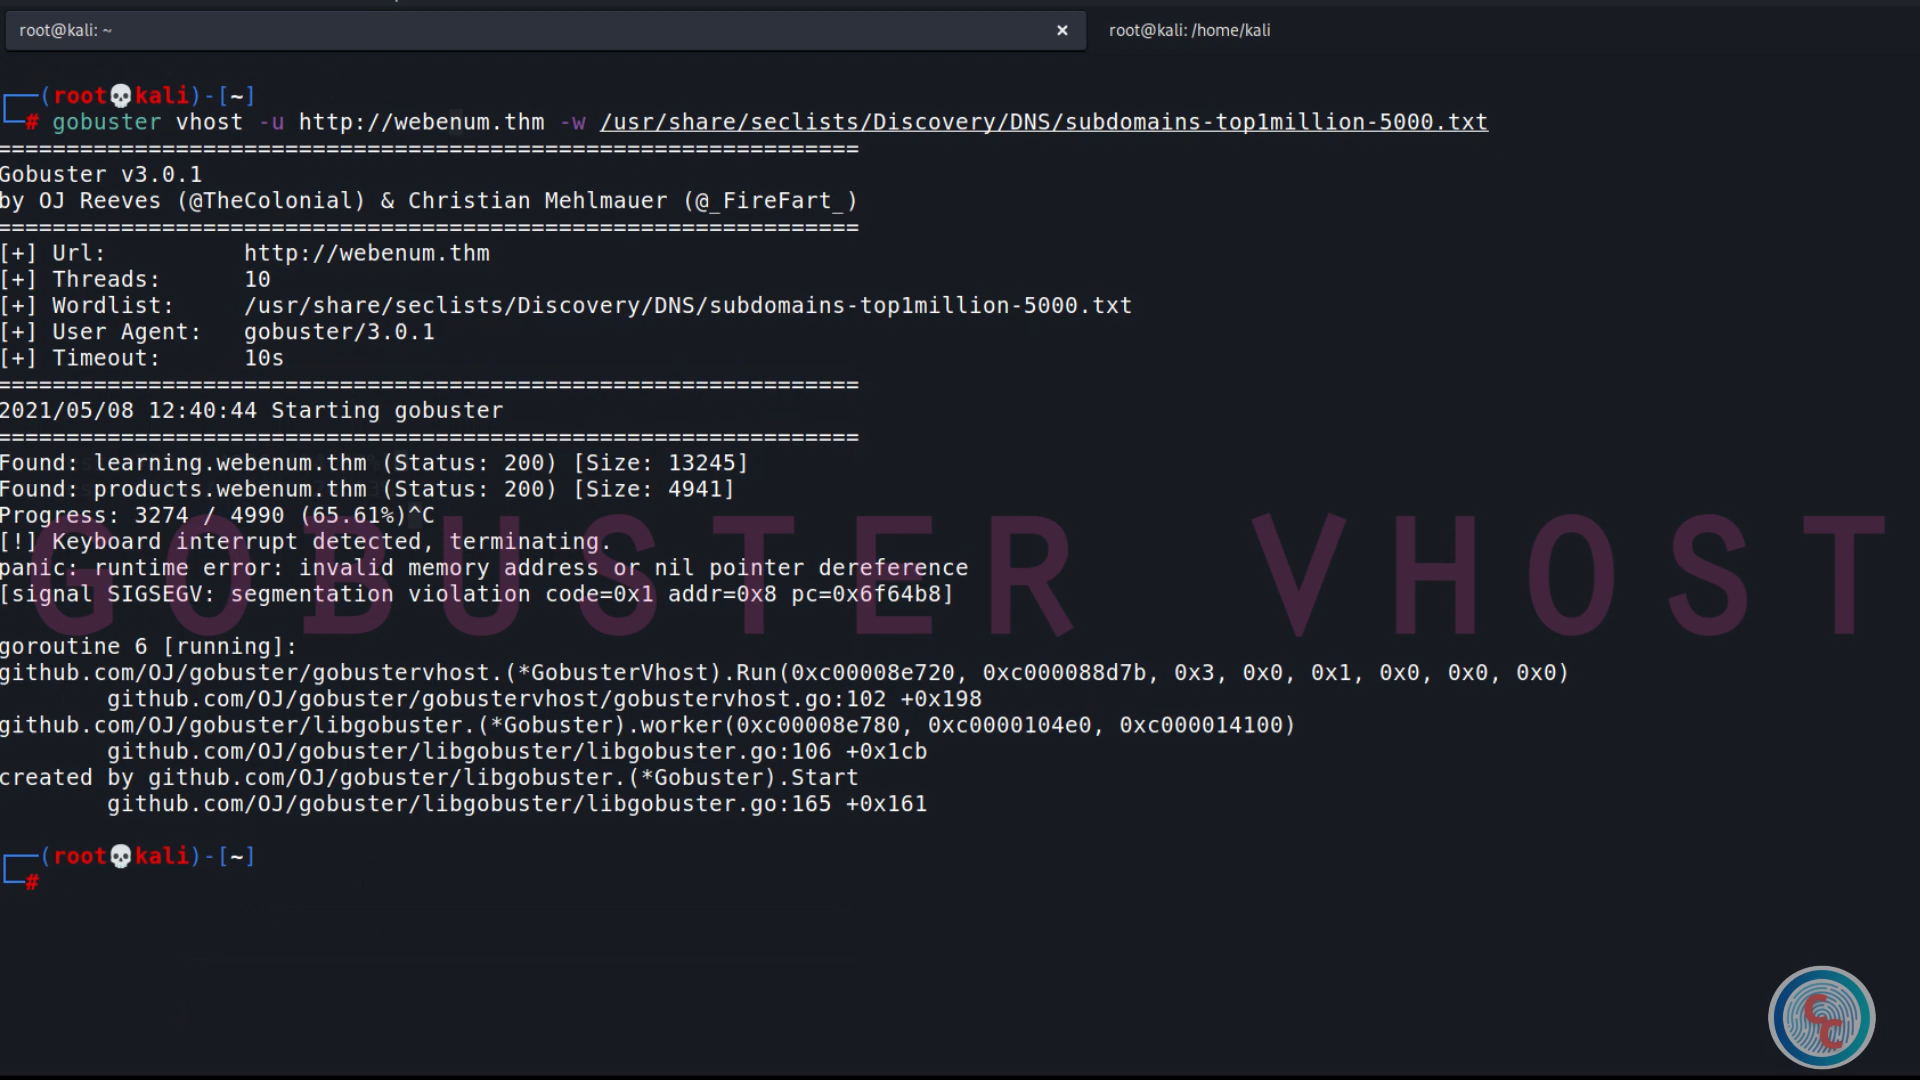 root@kali: ~ × root@kali: /home/kali
┌──(root💀kali)-[~]
└─# gobuster vhost -u http://webenum.thm -w /usr/share/seclists/Discovery/DNS/subdomains-top1million-5000.txt
===============================================================
Gobuster v3.0.1
by OJ Reeves (@TheColonial) & Christian Mehlmauer (@_FireFart_)
===============================================================
[+] Url:          http://webenum.thm
[+] Threads:      10
[+] Wordlist:     /usr/share/seclists/Discovery/DNS/subdomains-top1million-5000.txt
[+] User Agent:   gobuster/3.0.1
[+] Timeout:      10s
===============================================================
2021/05/08 12:40:44 Starting gobuster
===============================================================
Found: learning.webenum.thm (Status: 200) [Size: 13245]
Found: products.webenum.thm (Status: 200) [Size: 4941]
Progress: 3274 / 4990 (65.61%)^C
[!] Keyboard interrupt detected, terminating.
panic: runtime error: invalid memory address or nil pointer dereference
[signal SIGSEGV: segmentation violation code=0x1 addr=0x8 pc=0x6f64b8]
GOBUSTER VHOST
goroutine 6 [running]:
github.com/OJ/gobuster/gobustervhost.(*GobusterVhost).Run(0xc00008e720, 0xc000088d7b, 0x3, 0x0, 0x1, 0x0, 0x0, 0x0)
        github.com/OJ/gobuster/gobustervhost/gobustervhost.go:102 +0x198
github.com/OJ/gobuster/libgobuster.(*Gobuster).worker(0xc00008e780, 0xc0000104e0, 0xc000014100)
        github.com/OJ/gobuster/libgobuster/libgobuster.go:106 +0x1cb
created by github.com/OJ/gobuster/libgobuster.(*Gobuster).Start
        github.com/OJ/gobuster/libgobuster/libgobuster.go:165 +0x161
┌──(root💀kali)-[~]
└─#
CC